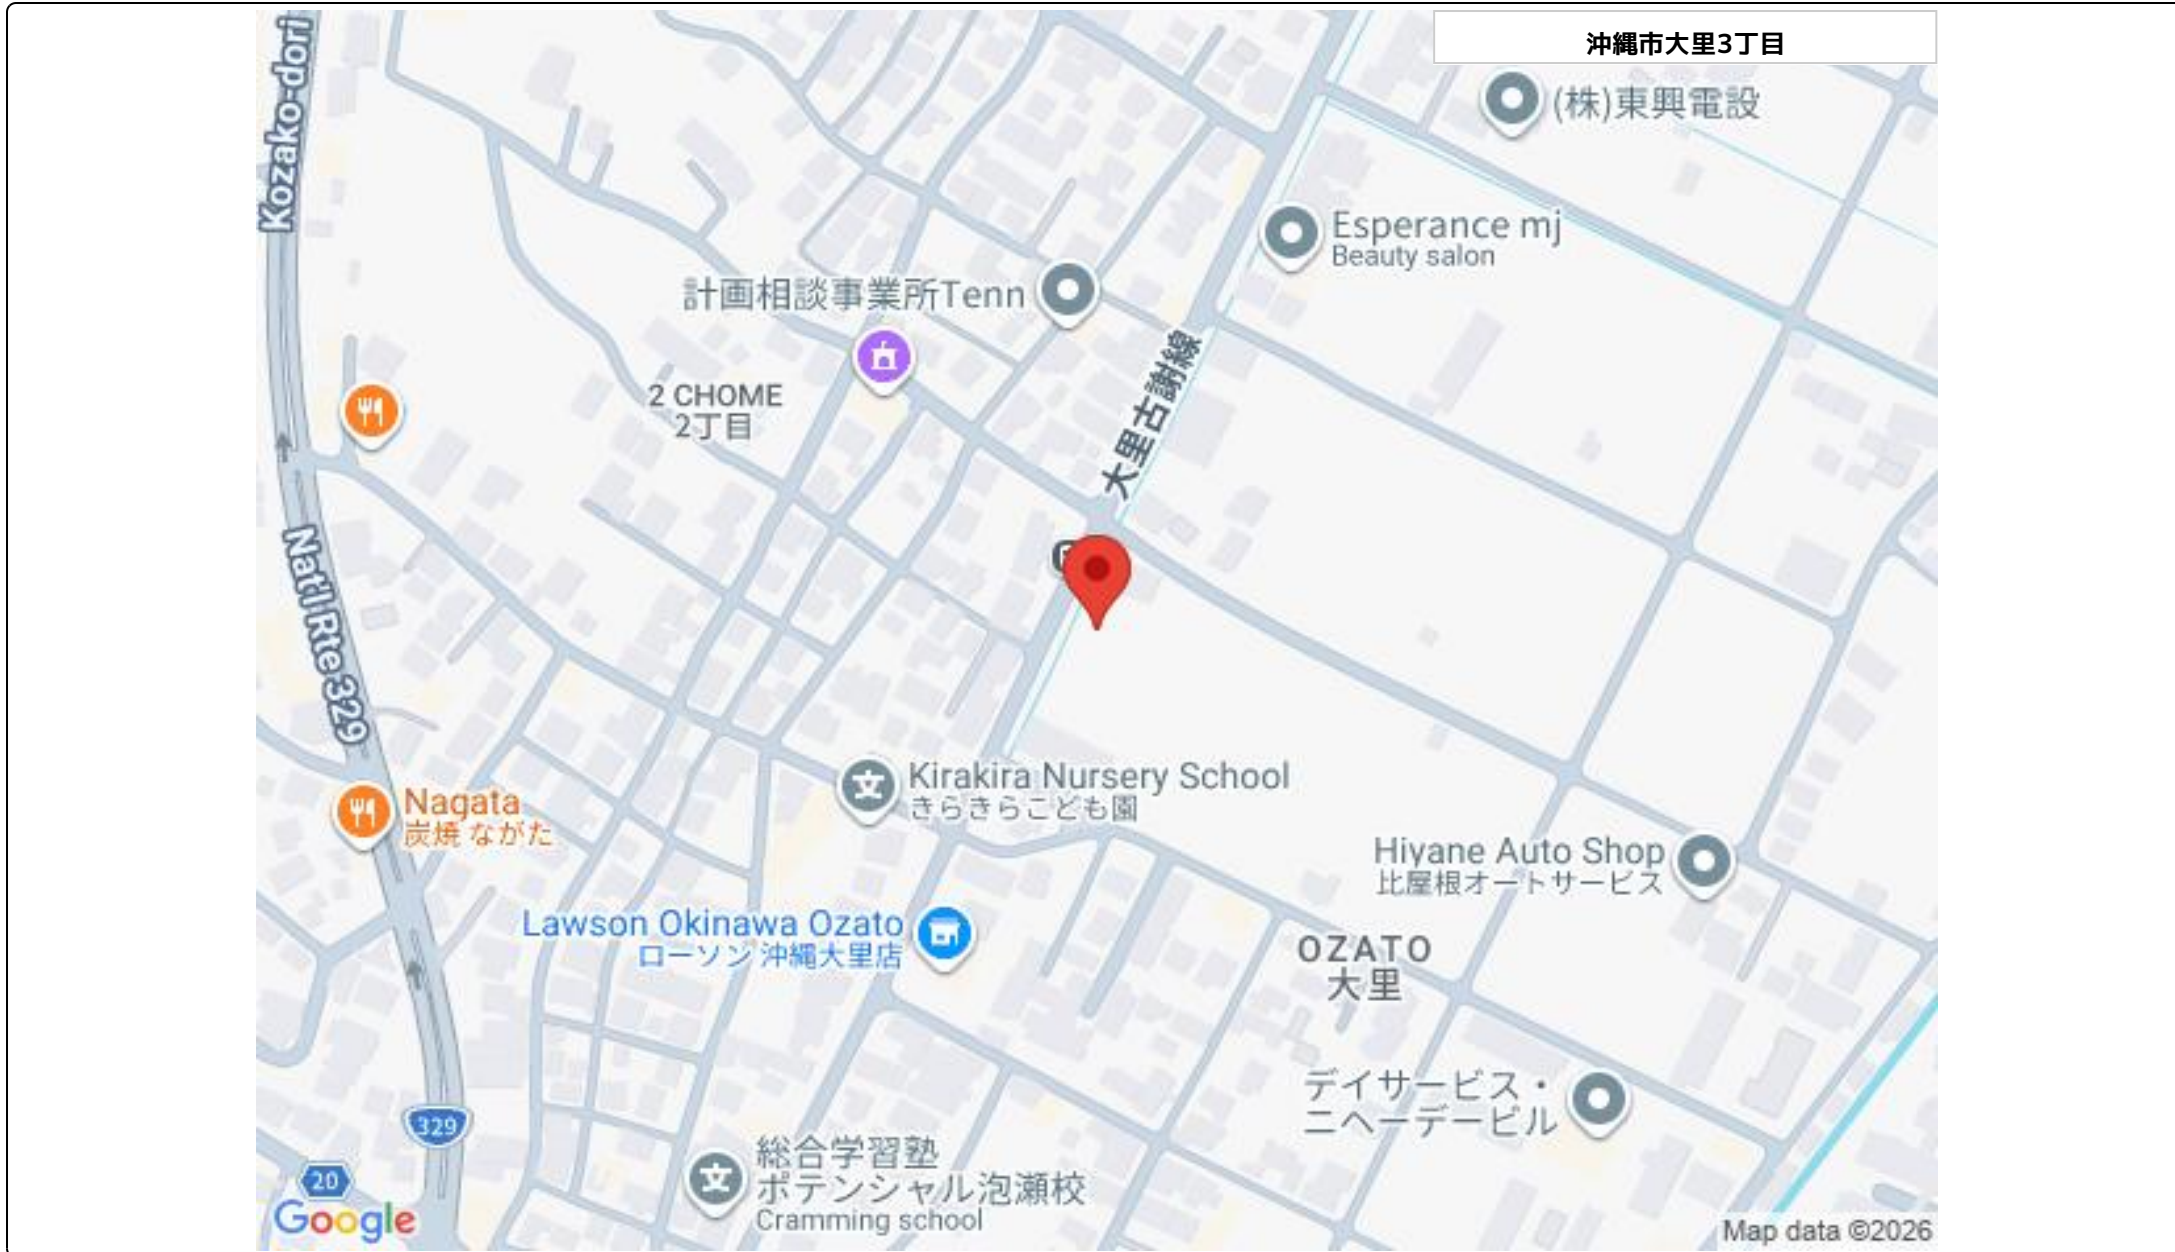 沖縄市大里3丁目
Kozako-dori
(株)東興電設
Esperance mj
Beauty salon
計画相談事業所Tenn
大里古謝線
2 CHOME
2丁目
Nat'l Rte 329
Kirakira Nursery School
きらきらこども園
Nagata
炭焼 ながた
Hiyane Auto Shop
比屋根オートサービス
Lawson Okinawa Ozato
ローソン 沖縄大里店
OZATO
大里
デイサービス・
ニヘーデービル
329
総合学習塾
ポテンシャル泡瀬校
Cramming school
20
Google
Map data ©2026